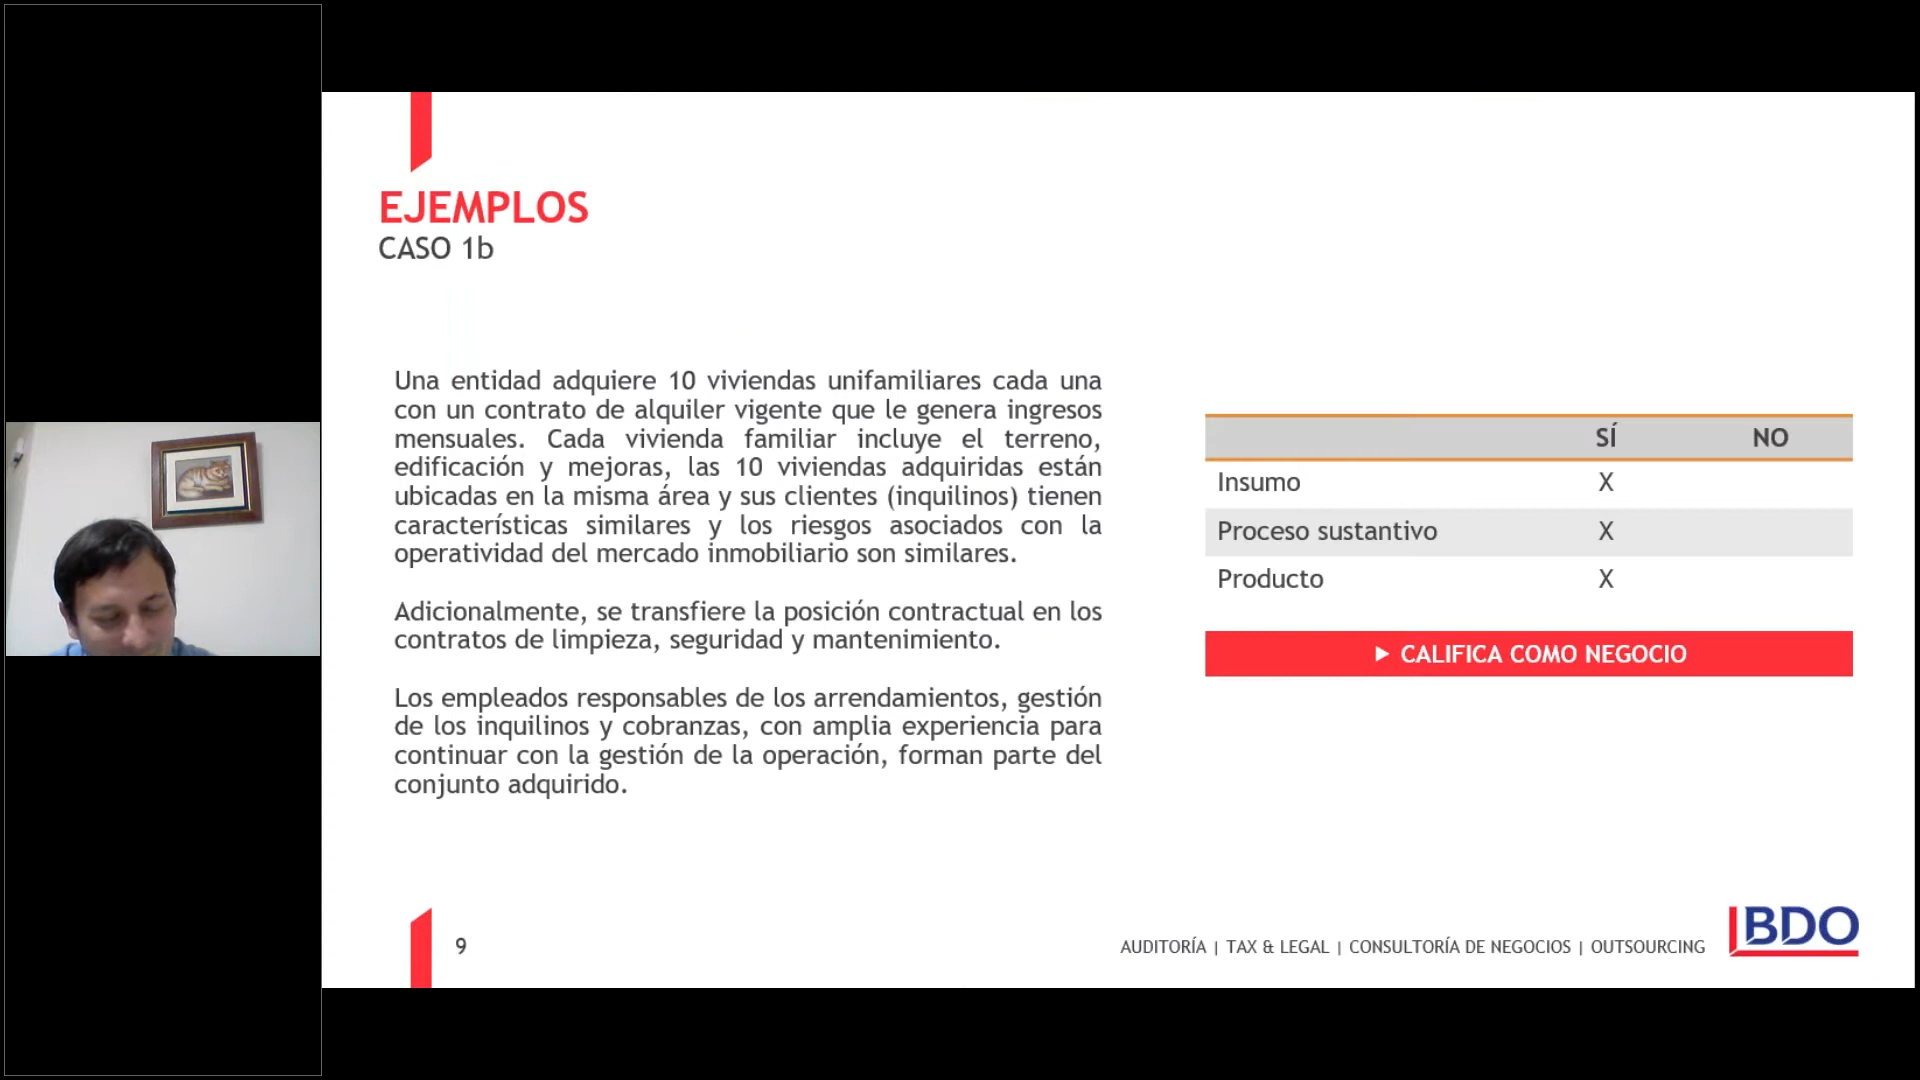 EJEMPLOS
CASO 1b
Una entidad adquiere 10 viviendas unifamiliares cada una
con un contrato de alquiler vigente que le genera ingresos
mensuales. Cada vivienda familiar incluye el terreno,
edificación y mejoras, las 10 viviendas adquiridas están
ubicadas en la misma área y sus clientes (inquilinos) tienen
características similares y los riesgos asociados con la
operatividad del mercado inmobiliario son similares.
Adicionalmente, se transfiere la posición contractual en los
contratos de limpieza, seguridad y mantenimiento.
Los empleados responsables de los arrendamientos, gestión
de los inquilinos y cobranzas, con amplia experiencia para
continuar con la gestión de la operación, forman parte del
conjunto adquirido.
SÍ NO
Insumo X
Proceso sustantivo X
Producto X
► CALIFICA COMO NEGOCIO
9
AUDITORÍA | TAX & LEGAL | CONSULTORÍA DE NEGOCIOS | OUTSOURCING
BDO